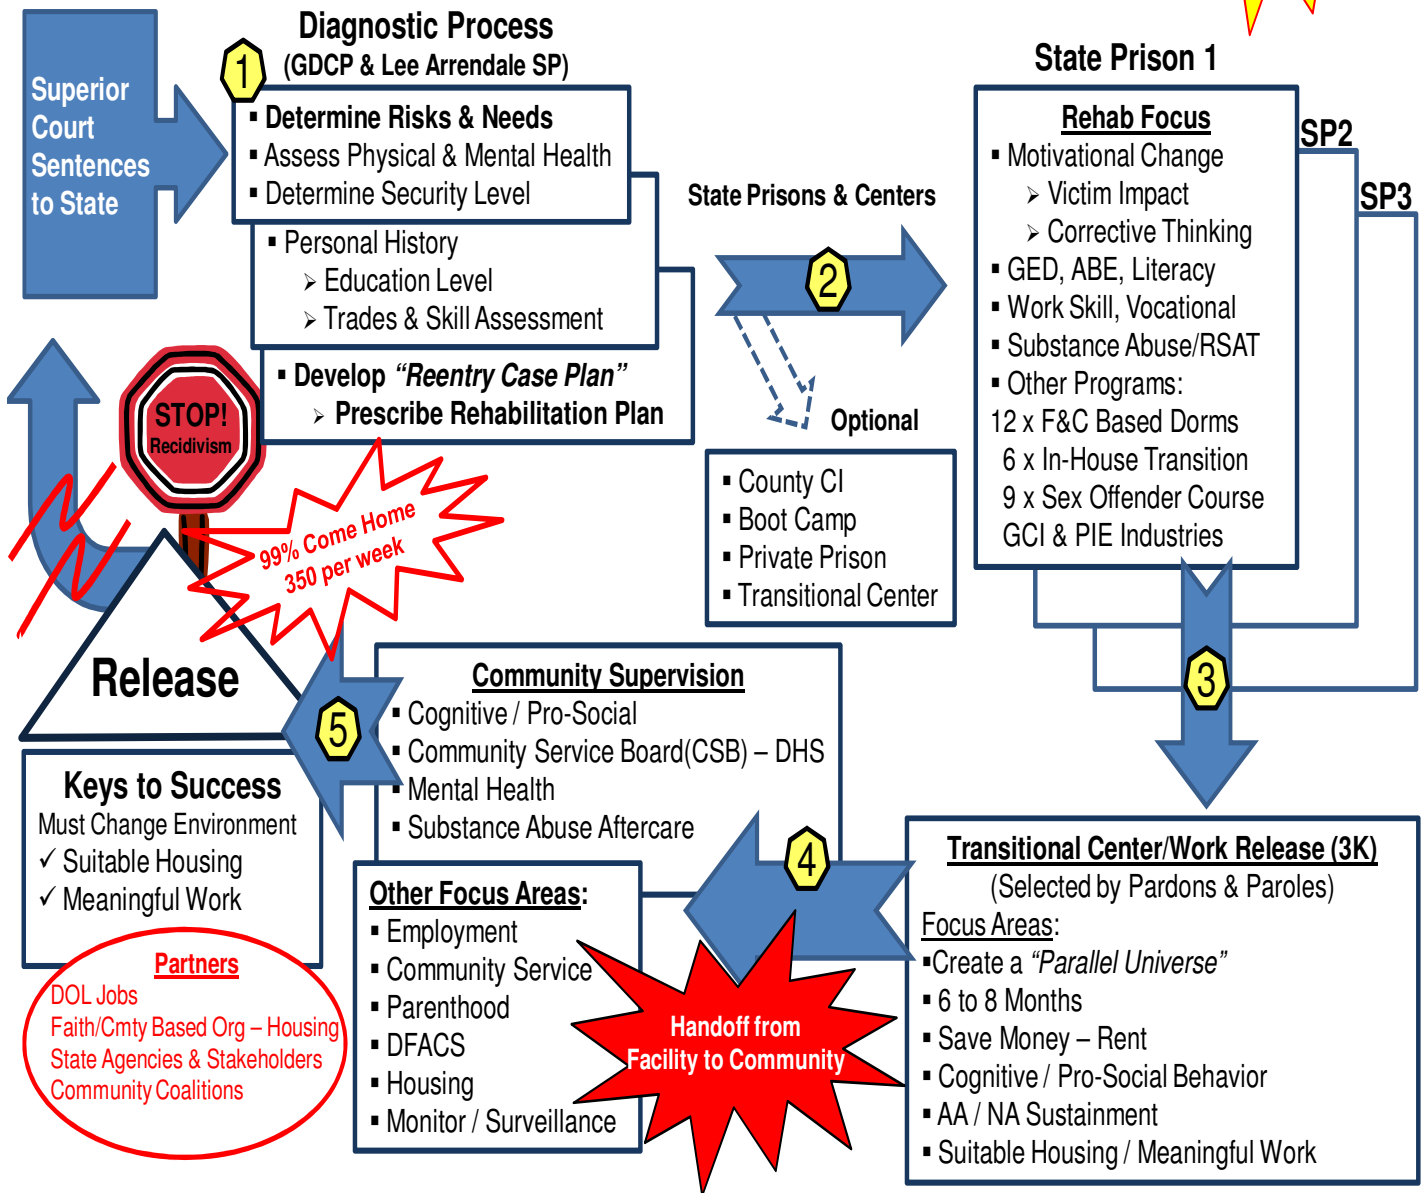 Superior
Court
Sentences
to State
Diagnostic Process
(GDCP & Lee Arrendale SP)
1
▪ Determine Risks & Needs
▪ Assess Physical & Mental Health
▪ Determine Security Level
▪ Personal History
➢ Education Level
➢ Trades & Skill Assessment
▪ Develop “Reentry Case Plan”
➢ Prescribe Rehabilitation Plan
State Prisons & Centers
2
Optional
▪ County CI
▪ Boot Camp
▪ Private Prison
▪ Transitional Center
State Prison 1
SP2
SP3
Rehab Focus
▪ Motivational Change
➢ Victim Impact
➢ Corrective Thinking
▪ GED, ABE, Literacy
▪ Work Skill, Vocational
▪ Substance Abuse/RSAT
▪ Other Programs:
12 x F&C Based Dorms
6 x In-House Transition
9 x Sex Offender Course
GCI & PIE Industries
3
Transitional Center/Work Release (3K)
(Selected by Pardons & Paroles)
Focus Areas:
▪Create a “Parallel Universe”
▪ 6 to 8 Months
▪ Save Money – Rent
▪ Cognitive / Pro-Social Behavior
▪ AA / NA Sustainment
▪ Suitable Housing / Meaningful Work
4
Handoff from
Facility to Community
Community Supervision
▪ Cognitive / Pro-Social
▪ Community Service Board(CSB) – DHS
▪ Mental Health
▪ Substance Abuse Aftercare
Other Focus Areas:
▪ Employment
▪ Community Service
▪ Parenthood
▪ DFACS
▪ Housing
▪ Monitor / Surveillance
5
99% Come Home
350 per week
STOP!
Recidivism
Release
Keys to Success
Must Change Environment
✓ Suitable Housing
✓ Meaningful Work
Partners
DOL Jobs
Faith/Cmty Based Org – Housing
State Agencies & Stakeholders
Community Coalitions